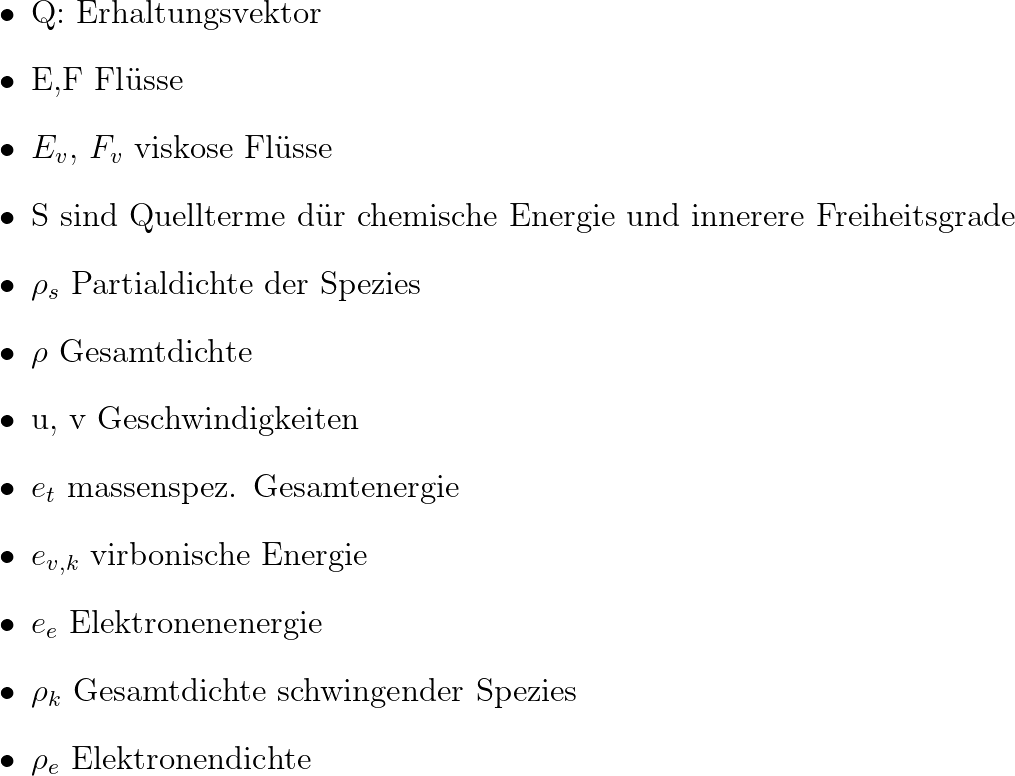 • Q: Erhaltungsvektor
• E,F Flüsse
• $E_v$, $F_v$ viskose Flüsse
• S sind Quellterme dür chemische Energie und innerere Freiheitsgrade
• $\rho_s$ Partialdichte der Spezies
• $\rho$ Gesamtdichte
• u, v Geschwindigkeiten
• $e_t$ massenspez. Gesamtenergie
• $e_{v,k}$ virbonische Energie
• $e_e$ Elektronenenergie
• $\rho_k$ Gesamtdichte schwingender Spezies
• $\rho_e$ Elektronendichte